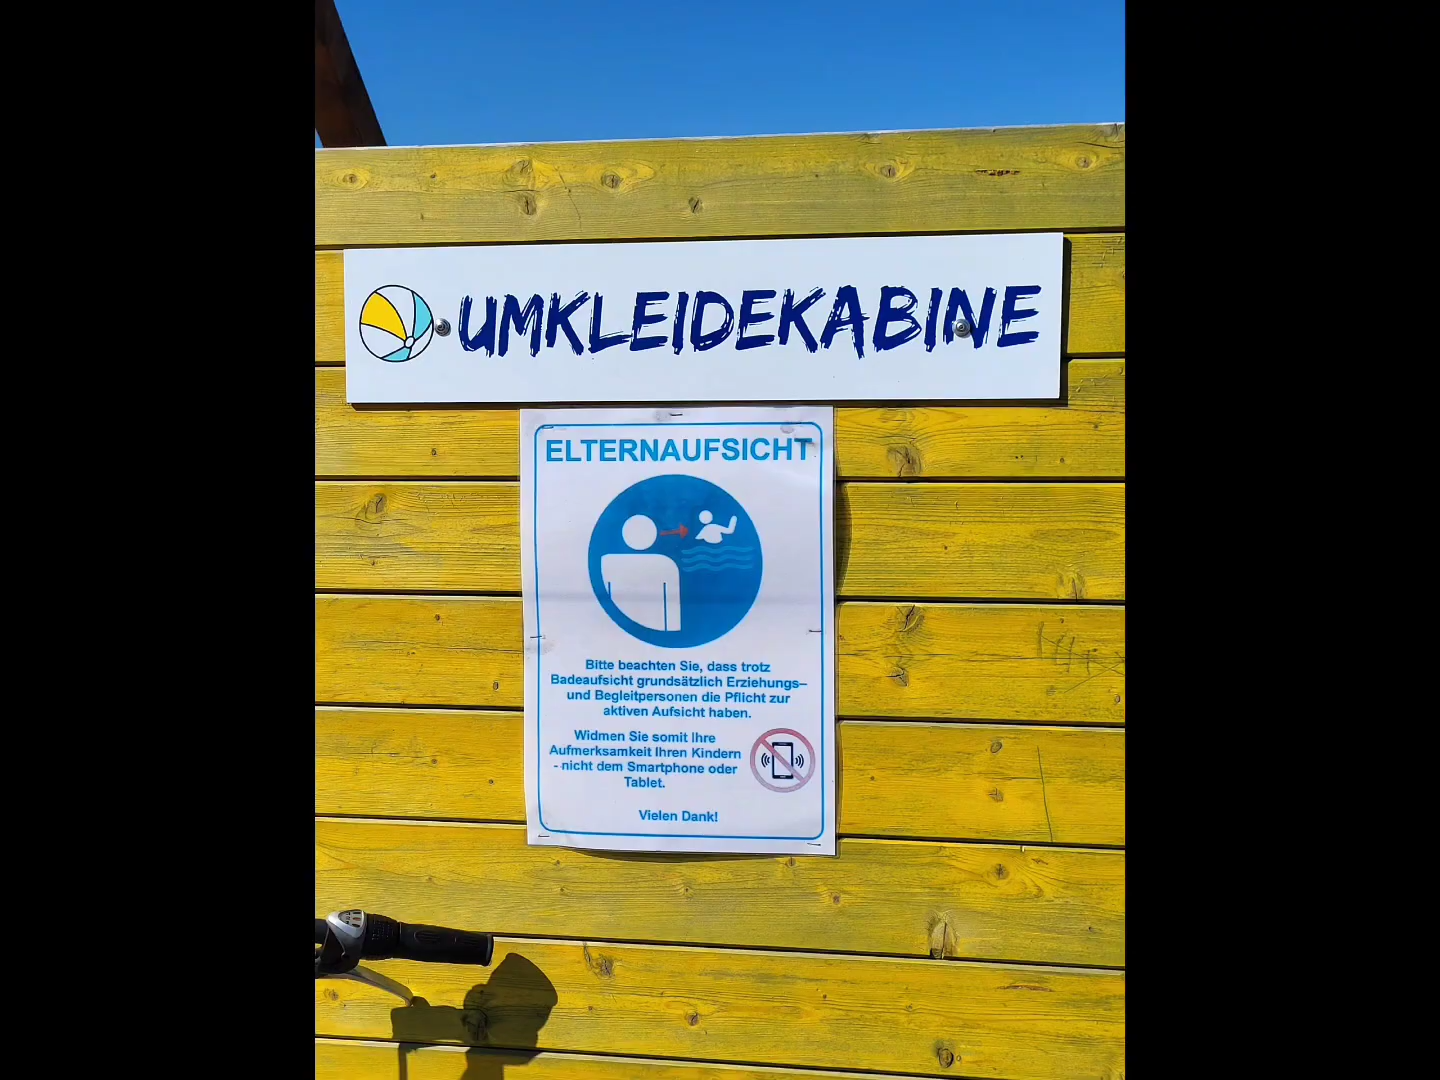 UMKLEIDEKABINE
ELTERNAUFSICHT
Bitte beachten Sie, dass trotz
Badeaufsicht grundsätzlich Erziehungs–
und Begleitpersonen die Pflicht zur
aktiven Aufsicht haben.
Widmen Sie somit Ihre
Aufmerksamkeit Ihren Kindern
- nicht dem Smartphone oder
Tablet.
Vielen Dank!